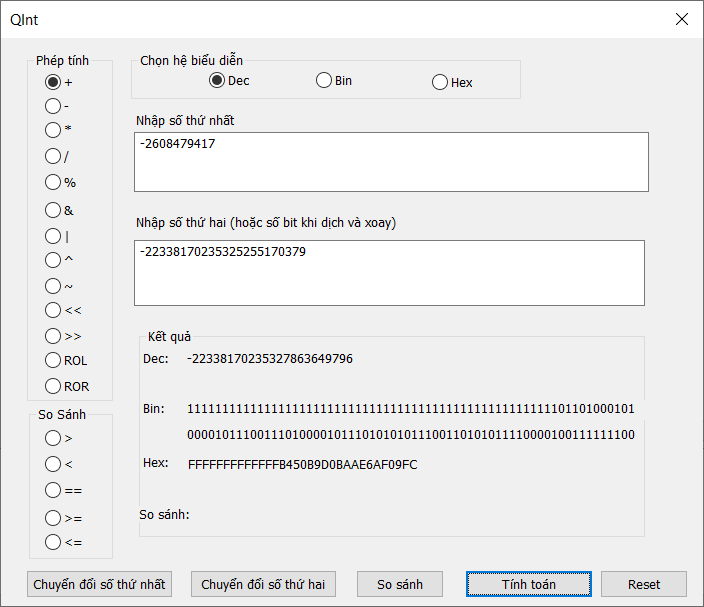 QInt
Phép tính
+
-
*
/
%
&
|
^
~
<<
>>
ROL
ROR
So Sánh
>
<
==
>=
<=
Chọn hệ biểu diễn
Dec Bin Hex
Nhập số thứ nhất
-2608479417
Nhập số thứ hai (hoặc số bit khi dịch và xoay)
-22338170235325255170379
Kết quả
Dec: -22338170235327863649796
Bin: 1111111111111111111111111111111111111111111111111111101101000101
0000101110011101000010111010101011100110101011110000100111111100
Hex: FFFFFFFFFFFFFB450B9D0BAAE6AF09FC
So sánh:
Chuyển đổi số thứ nhất Chuyển đổi số thứ hai So sánh Tính toán Reset